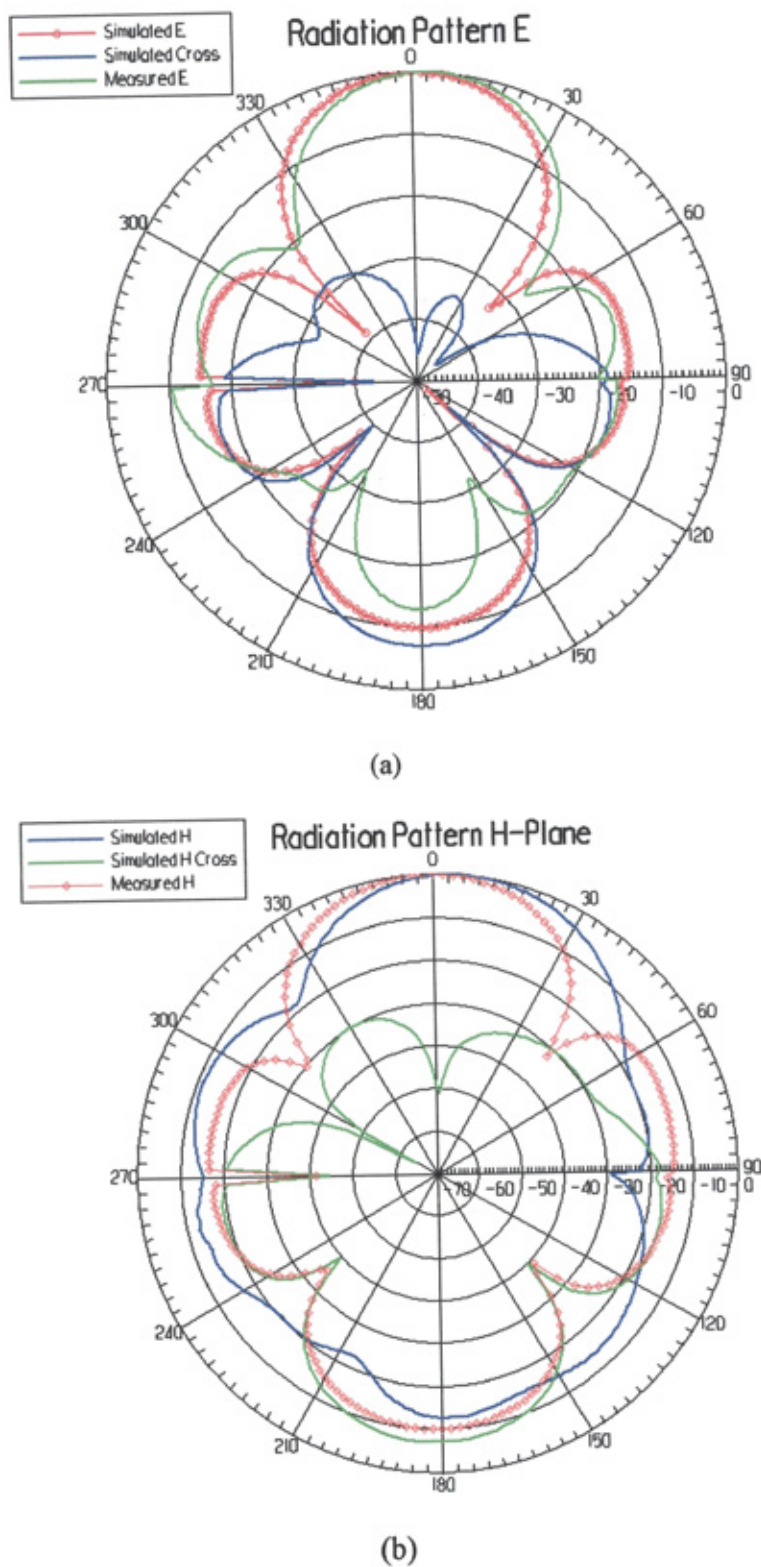 Simulated E
Simulated Cross
Measured E
Radiation Pattern E
0
330
30
300
60
270
-50 -40 -30 -20 -10 0
90
240
120
210
150
180
(a)
Simulated H
Simulated H Cross
Measured H
Radiation Pattern H-Plane
0
330
30
300
60
270
-70 -60 -50 -40 -30 -20 -10 0
90
240
120
210
150
180
(b)